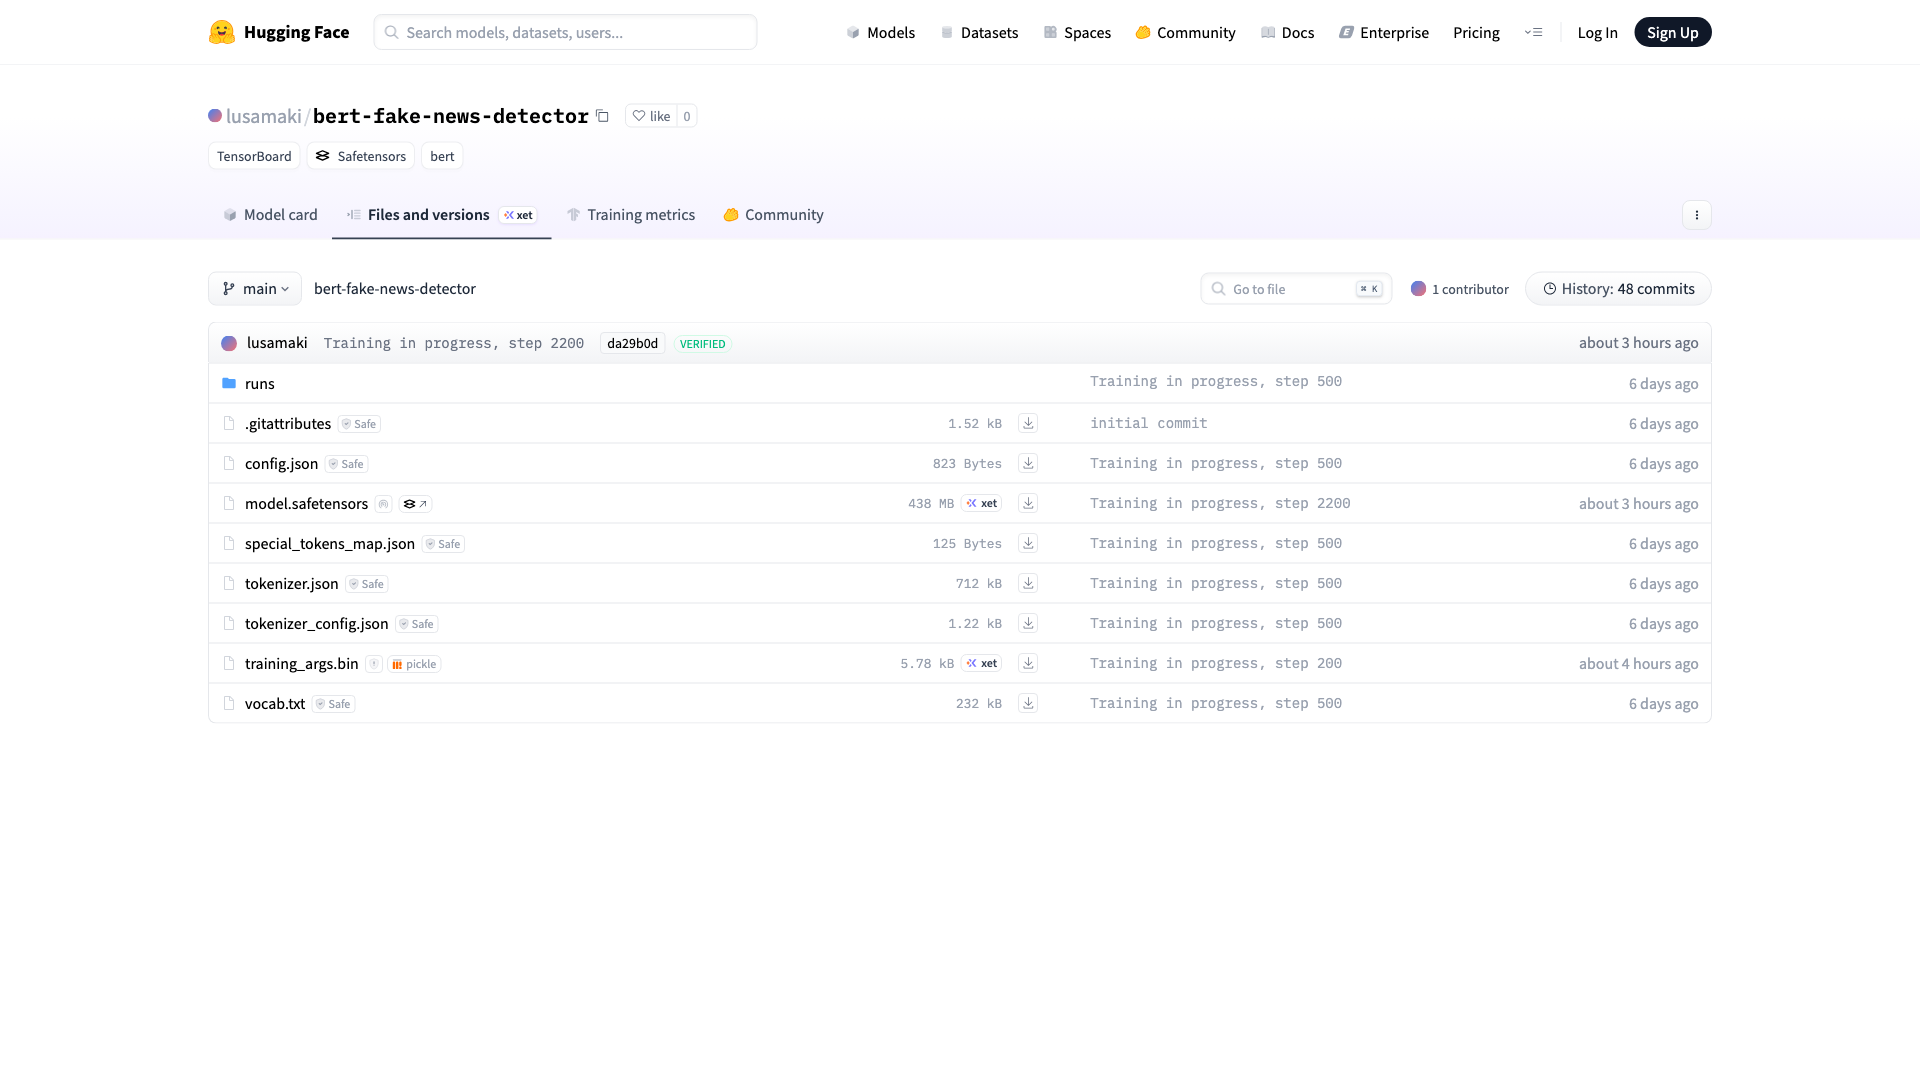 Hugging Face
Search models, datasets, users...
Models
Datasets
Spaces
Community
Docs
Enterprise
Pricing
Log In
Sign Up
lusamaki/bert-fake-news-detector
like 0
TensorBoard
Safetensors
bert
Model card
Files and versions xet
Training metrics
Community
main
bert-fake-news-detector
Go to file ⌘ K
1 contributor
History: 48 commits
lusamaki Training in progress, step 2200 da29b0d VERIFIED about 3 hours ago
runs Training in progress, step 500 6 days ago
.gitattributes Safe 1.52 kB initial commit 6 days ago
config.json Safe 823 Bytes Training in progress, step 500 6 days ago
model.safetensors 438 MB xet Training in progress, step 2200 about 3 hours ago
special_tokens_map.json Safe 125 Bytes Training in progress, step 500 6 days ago
tokenizer.json Safe 712 kB Training in progress, step 500 6 days ago
tokenizer_config.json Safe 1.22 kB Training in progress, step 500 6 days ago
training_args.bin pickle 5.78 kB xet Training in progress, step 200 about 4 hours ago
vocab.txt Safe 232 kB Training in progress, step 500 6 days ago